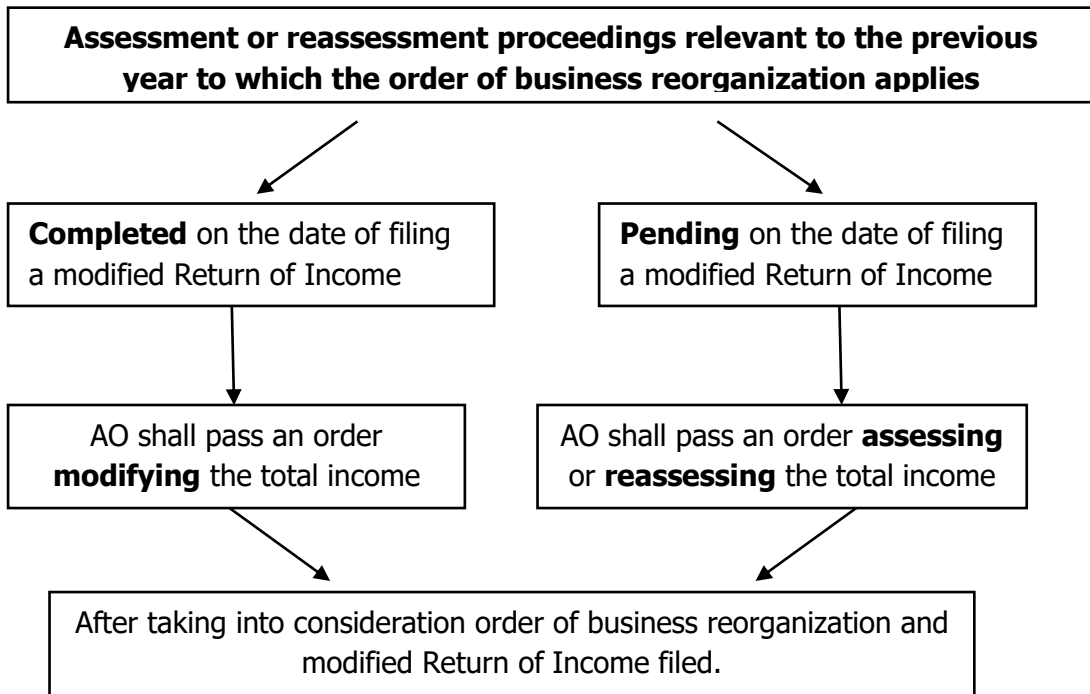 Assessment or reassessment proceedings relevant to the previous
year to which the order of business reorganization applies
Completed on the date of filing
a modified Return of Income
Pending on the date of filing
a modified Return of Income
AO shall pass an order
modifying the total income
AO shall pass an order assessing
or reassessing the total income
After taking into consideration order of business reorganization and
modified Return of Income filed.